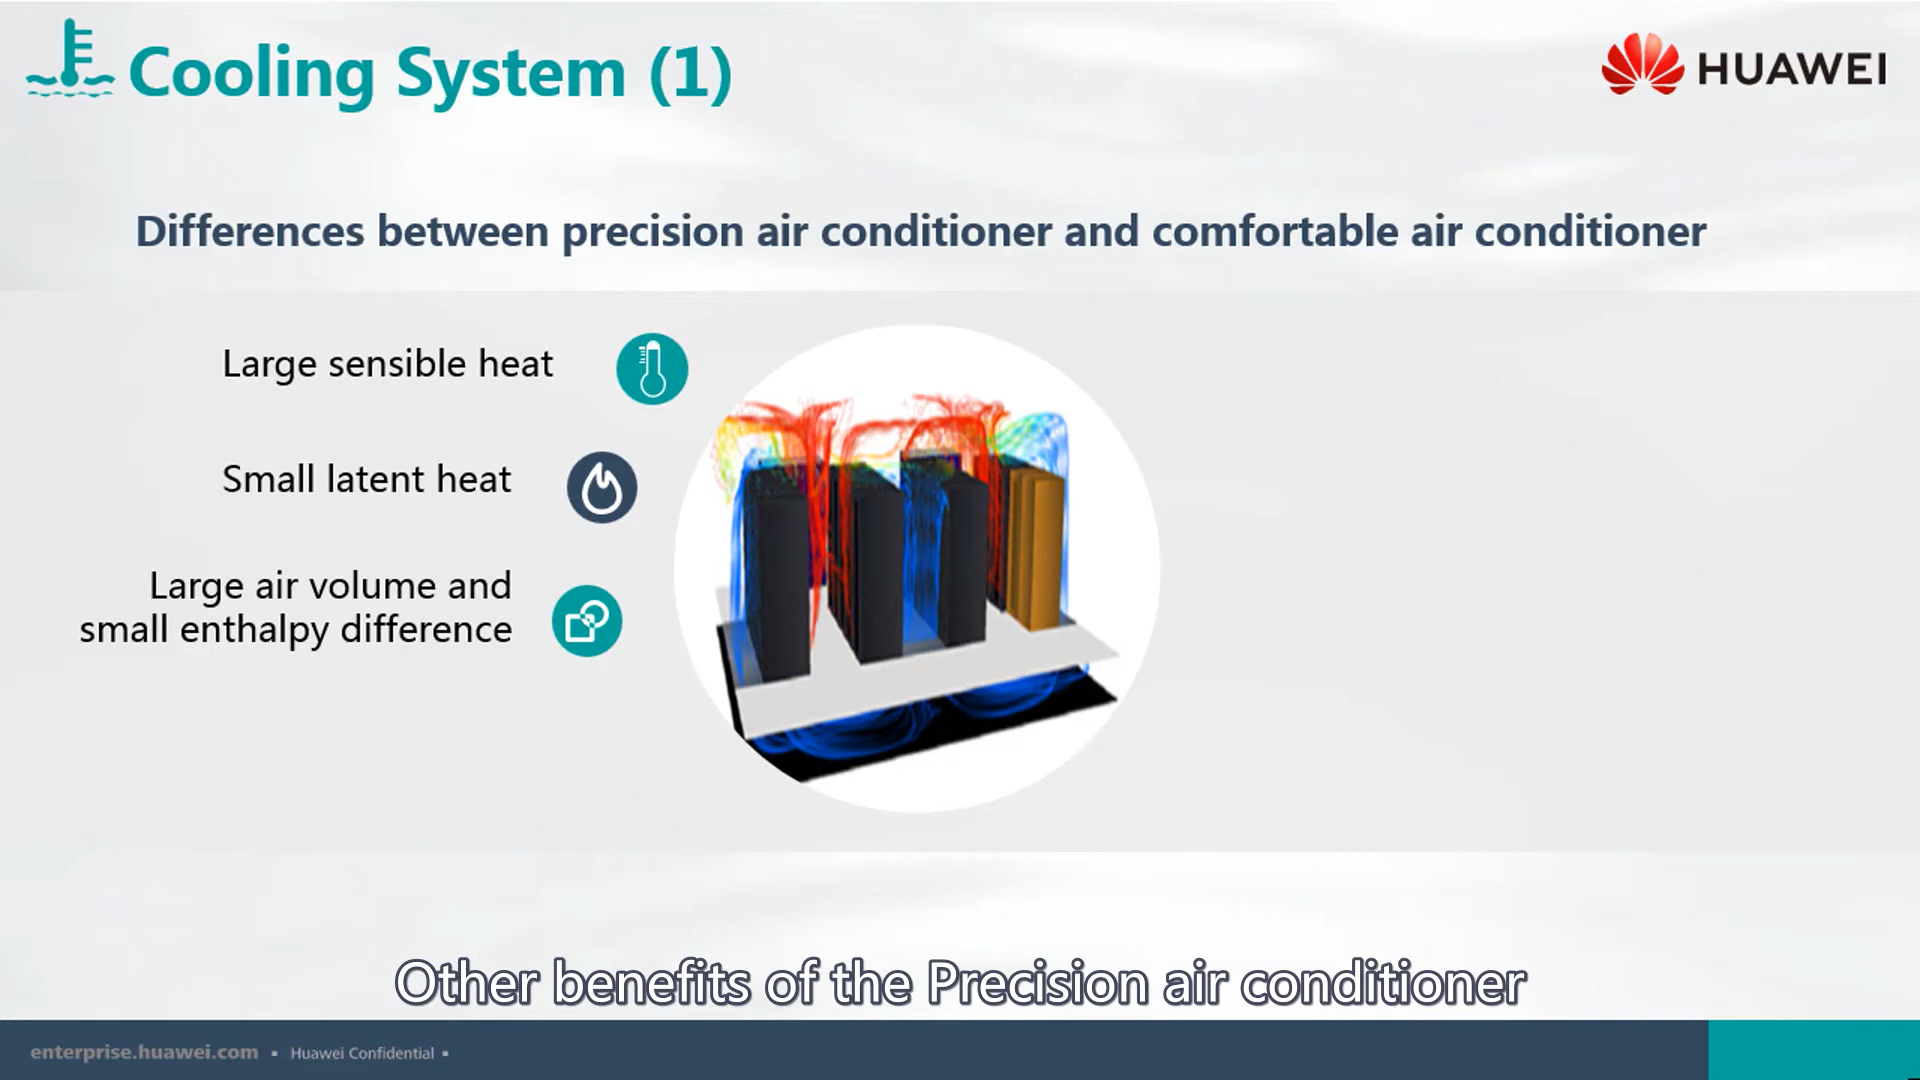 Cooling System (1)
HUAWEI
Differences between precision air conditioner and comfortable air conditioner
Large sensible heat
Small latent heat
Large air volume and
small enthalpy difference
Other benefits of the Precision air conditioner
enterprise.huawei.com ▪ Huawei Confidential ▪